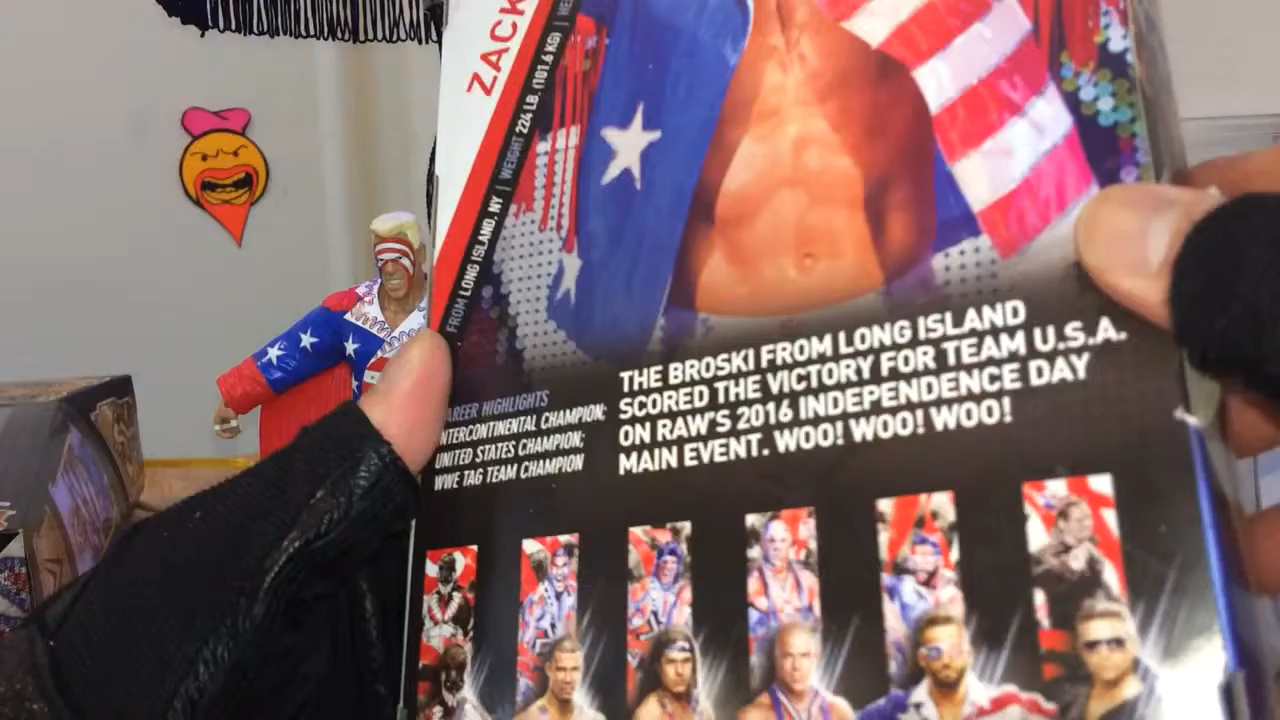 ZACK
FROM LONG ISLAND, NY | WEIGHT 224 LB. (101.6 KG) |
THE BROSKI FROM LONG ISLAND
SCORED THE VICTORY FOR TEAM U.S.A.
ON RAW'S 2016 INDEPENDENCE DAY
MAIN EVENT. WOO! WOO! WOO!
CAREER HIGHLIGHTS
INTERCONTINENTAL CHAMPION;
UNITED STATES CHAMPION;
WWE TAG TEAM CHAMPION